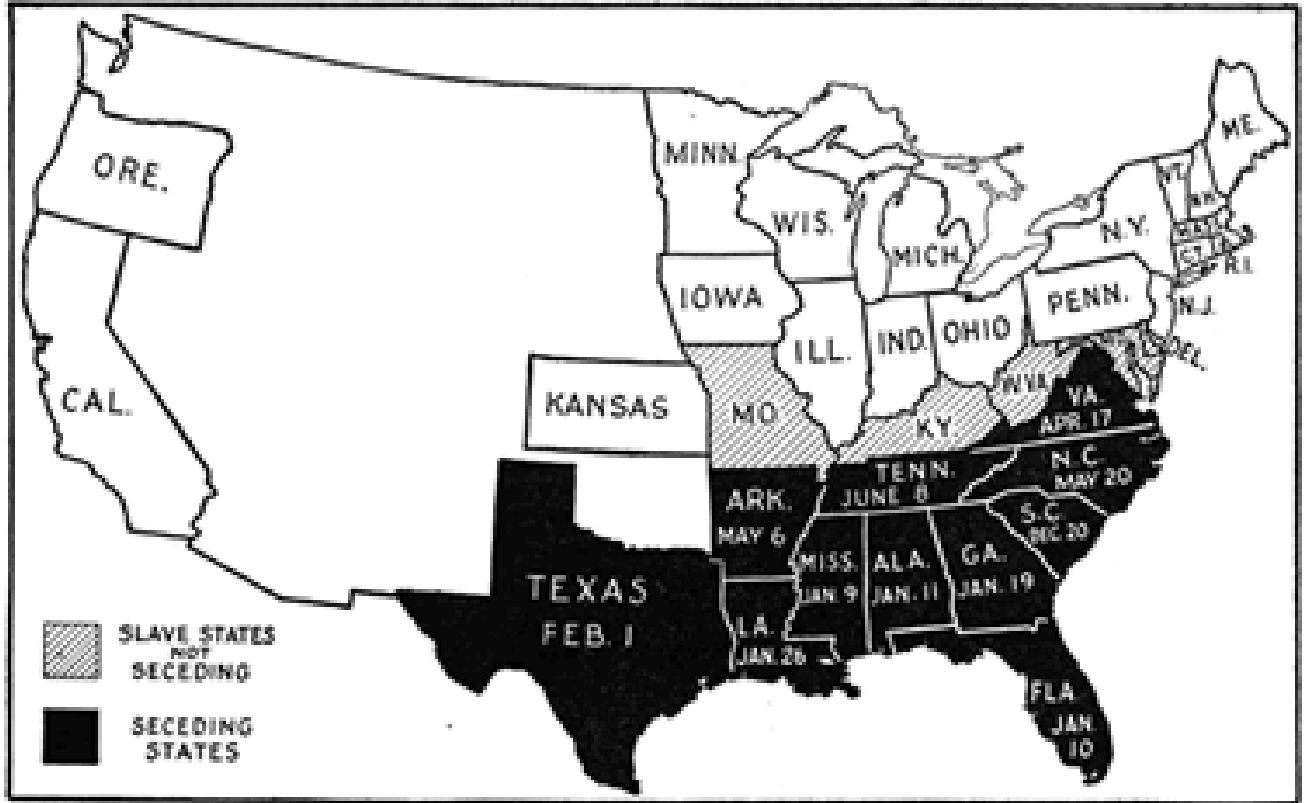 ORE.
CAL.
MINN.
WIS.
MICH.
IOWA
ILL.
IND.
OHIO
KANSAS
MO
KY.
W.VA.
PENN.
N.Y.
VT.
N.H.
ME.
MASS.
R.I.
N.J.
DEL.
VA.
APR. 17
N.C.
MAY 20
TENN.
JUNE 8
S.C.
DEC. 20
ARK.
MAY 6
MISS.
JAN. 9
ALA.
JAN. 11
GA.
JAN. 19
TEXAS
FEB. 1
LA.
JAN. 26
FLA
JAN.
10
SLAVE STATES
NOT
SECEDING
SECEDING
STATES